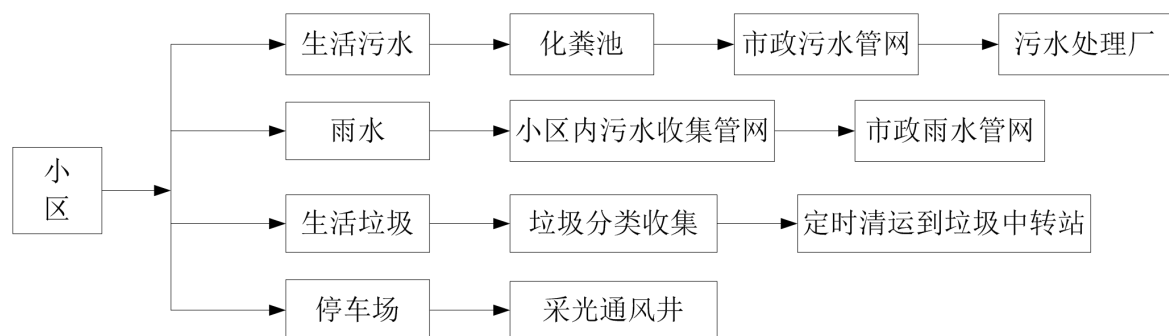 生活污水
化粪池
市政污水管网
污水处理厂
雨水
小区内污水收集管网
市政雨水管网
小
区
生活垃圾
垃圾分类收集
定时清运到垃圾中转站
停车场
采光通风井